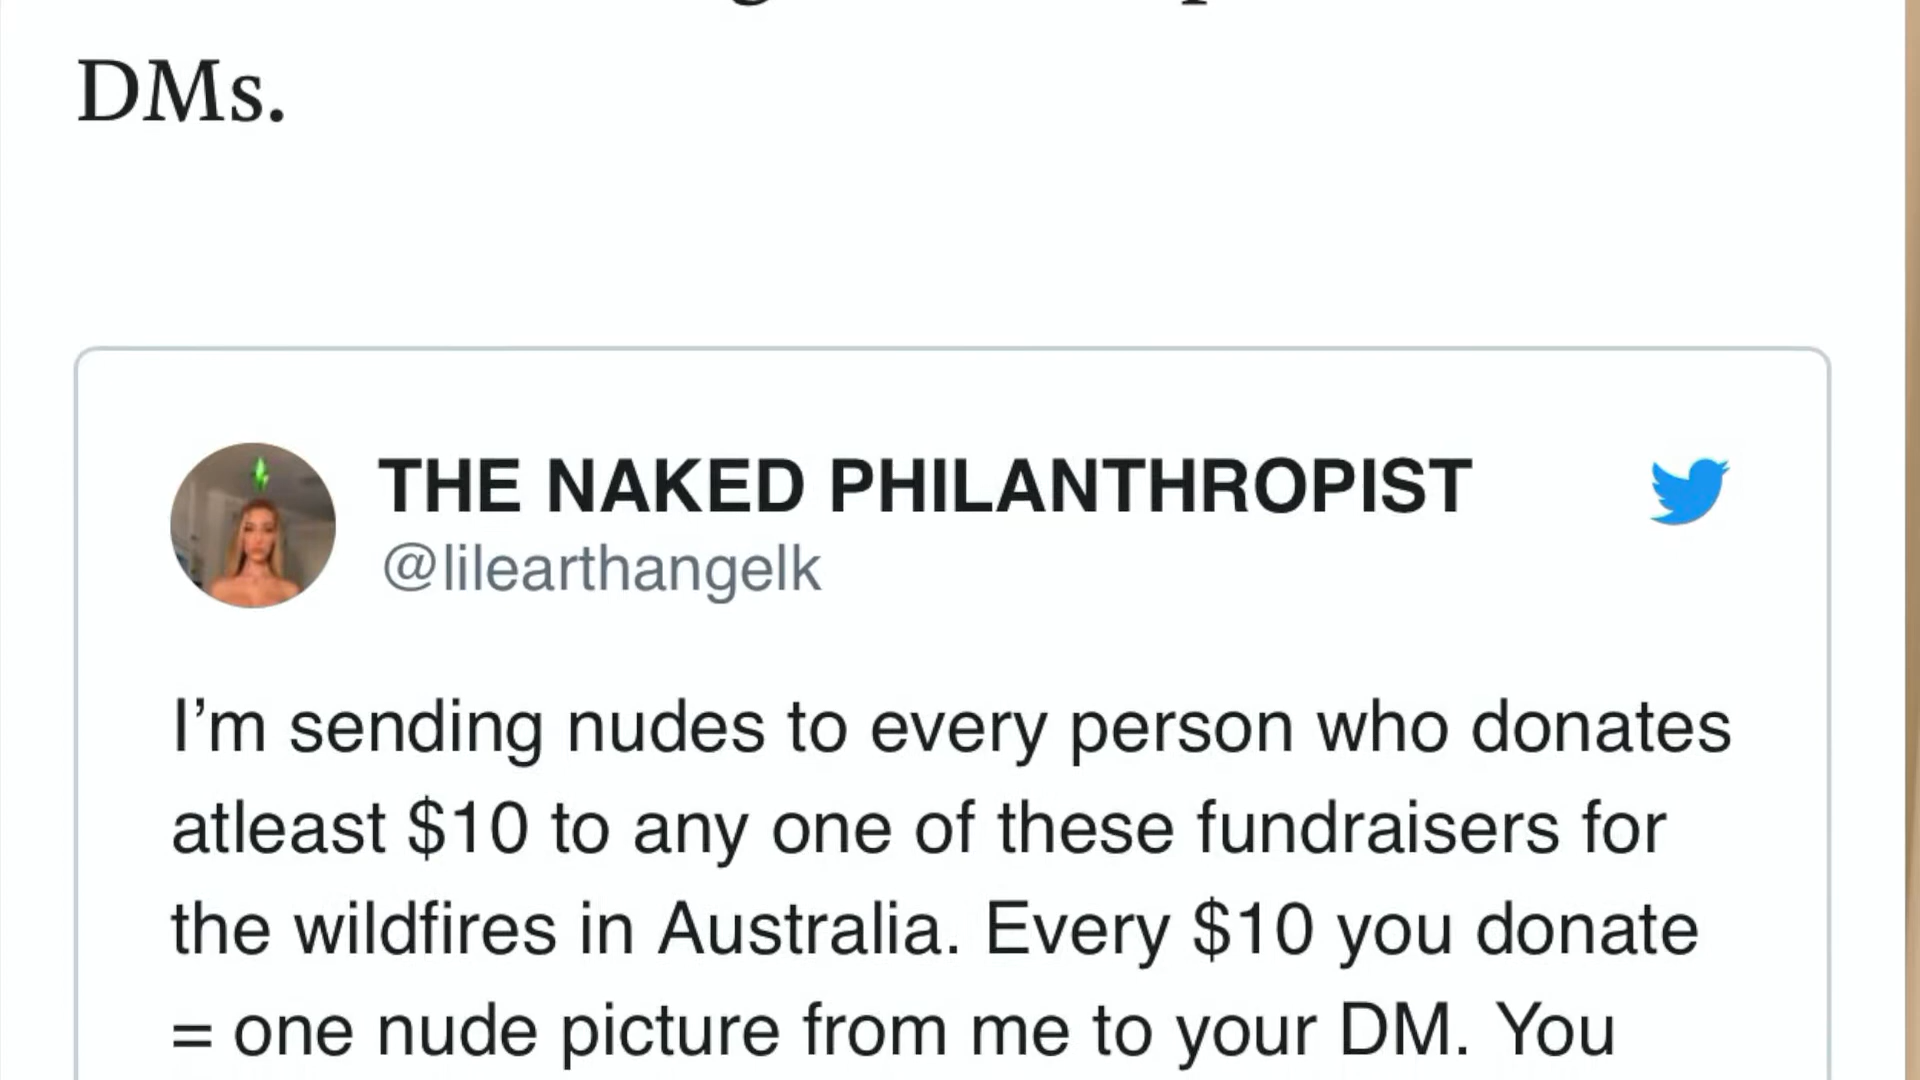 DMs.
THE NAKED PHILANTHROPIST
@lilearthangelk
I’m sending nudes to every person who donates
atleast $10 to any one of these fundraisers for
the wildfires in Australia. Every $10 you donate
= one nude picture from me to your DM. You